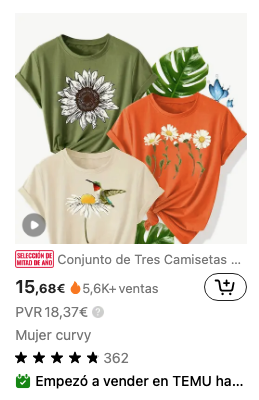 SELECCIÓN DE MITAD DE AÑO Conjunto de Tres Camisetas ...
15,68€ 5,6K+ ventas
PVR 18,37€ ?
Mujer curvy
★★★★★ 362
Empezó a vender en TEMU ha...